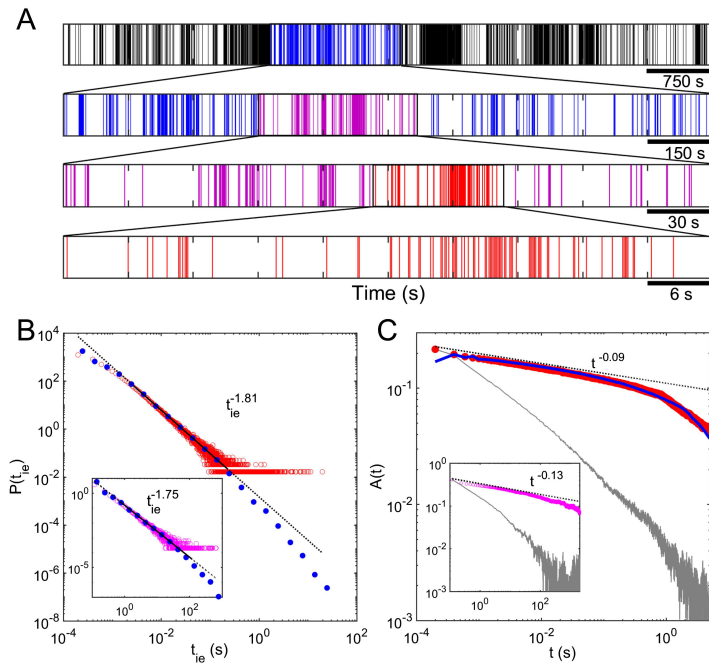 A
750 s
150 s
30 s
6 s
Time (s)
B
10^4
10^2
10^0
10^-2
10^-4
10^-6
10^-8
P(t_ie)
t_ie^-1.81
t_ie^-1.75
10^0
10^-5
10^0
10^2
10^-4
10^-2
10^0
10^2
t_ie (s)
C
10^-1
10^-2
10^-3
A(t)
t^-0.09
t^-0.13
10^0
10^-1
10^-2
10^-3
10^0
10^2
10^-4
10^-2
10^0
t (s)